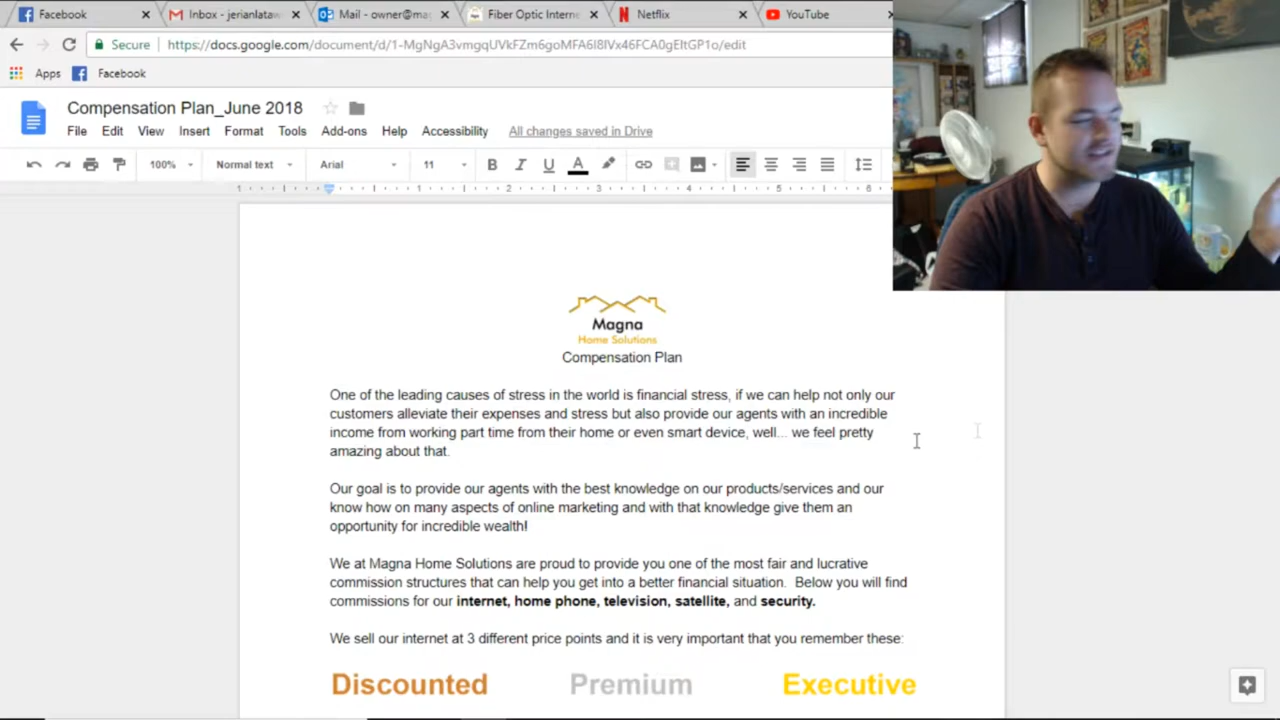 Facebook
Inbox - jerianlataw
Mail - owner@mag
Fiber Optic Intern
Netflix
YouTube
Secure
https://docs.google.com/document/d/1-MgNgA3vmgqUVkFZm6goMFA6I8IVx46FCA0gEltGP1o/edit
Apps
Facebook
Compensation Plan_June 2018
File Edit View Insert Format Tools Add-ons Help Accessibility All changes saved in Drive
100% Normal text Arial 11 B I U A
1 1 2 3 4 5 6
Magna
Home Solutions
Compensation Plan
One of the leading causes of stress in the world is financial stress, if we can help not only our
customers alleviate their expenses and stress but also provide our agents with an incredible
income from working part time from their home or even smart device, well... we feel pretty
amazing about that.
Our goal is to provide our agents with the best knowledge on our products/services and our
know how on many aspects of online marketing and with that knowledge give them an
opportunity for incredible wealth!
We at Magna Home Solutions are proud to provide you one of the most fair and lucrative
commission structures that can help you get into a better financial situation. Below you will find
commissions for our internet, home phone, television, satellite, and security.
We sell our internet at 3 different price points and it is very important that you remember these:
Discounted Premium Executive